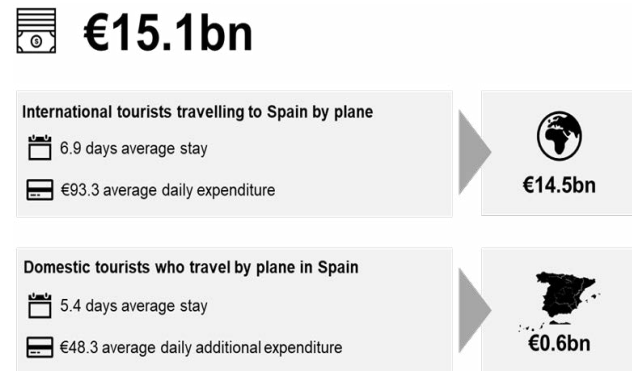 €15.1bn
International tourists travelling to Spain by plane
6.9 days average stay
€93.3 average daily expenditure
€14.5bn
Domestic tourists who travel by plane in Spain
5.4 days average stay
€48.3 average daily additional expenditure
€0.6bn